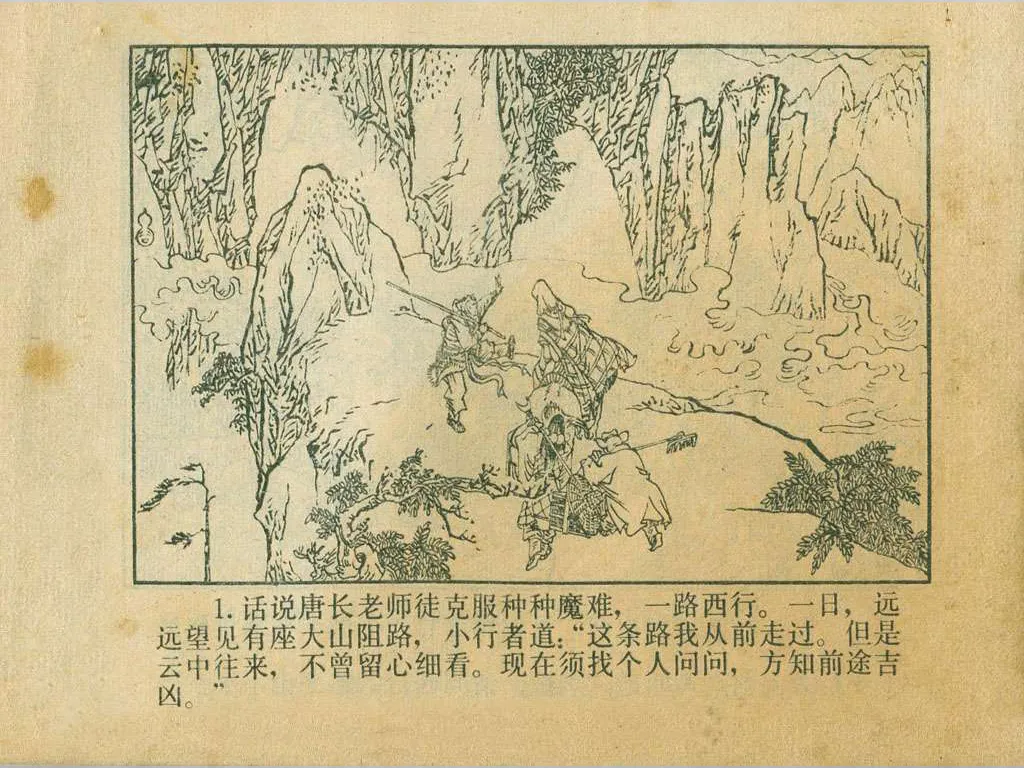 1. 话说唐长老师徒克服种种魔难，一路西行。一日，远
远望见有座大山阻路，小行者道：“这条路我从前走过。但是
云中往来，不曾留心细看。现在须找个人问问，方知前途吉
凶。”